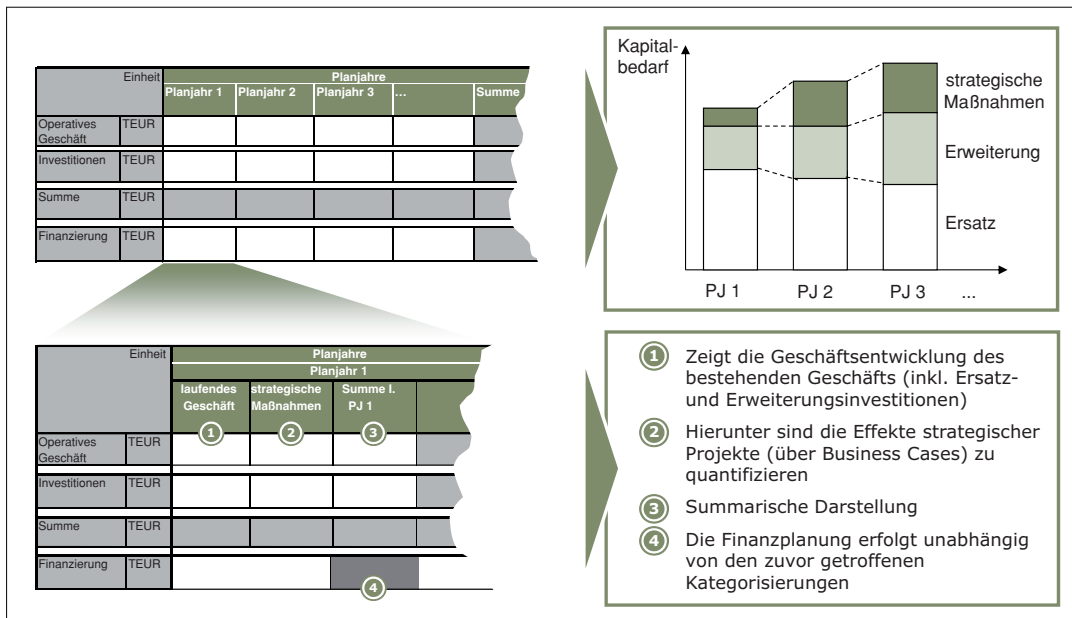 Einheit
Planjahre
Planjahr 1 Planjahr 2 Planjahr 3 ... Summe
Operatives TEUR
Geschäft
Investitionen TEUR
Summe TEUR
Finanzierung TEUR
Kapital-
bedarf
strategische
Maßnahmen
Erweiterung
Ersatz
PJ 1 PJ 2 PJ 3 ...
Einheit
Planjahre
Planjahr 1
laufendes strategische Summe I.
Geschäft Maßnahmen PJ 1
1 2 3
Operatives TEUR
Geschäft
Investitionen TEUR
Summe TEUR
Finanzierung TEUR
4
1 Zeigt die Geschäftsentwicklung des
bestehenden Geschäfts (inkl. Ersatz-
und Erweiterungsinvestitionen)
2 Hierunter sind die Effekte strategischer
Projekte (über Business Cases) zu
quantifizieren
3 Summarische Darstellung
4 Die Finanzplanung erfolgt unabhängig
von den zuvor getroffenen
Kategorisierungen